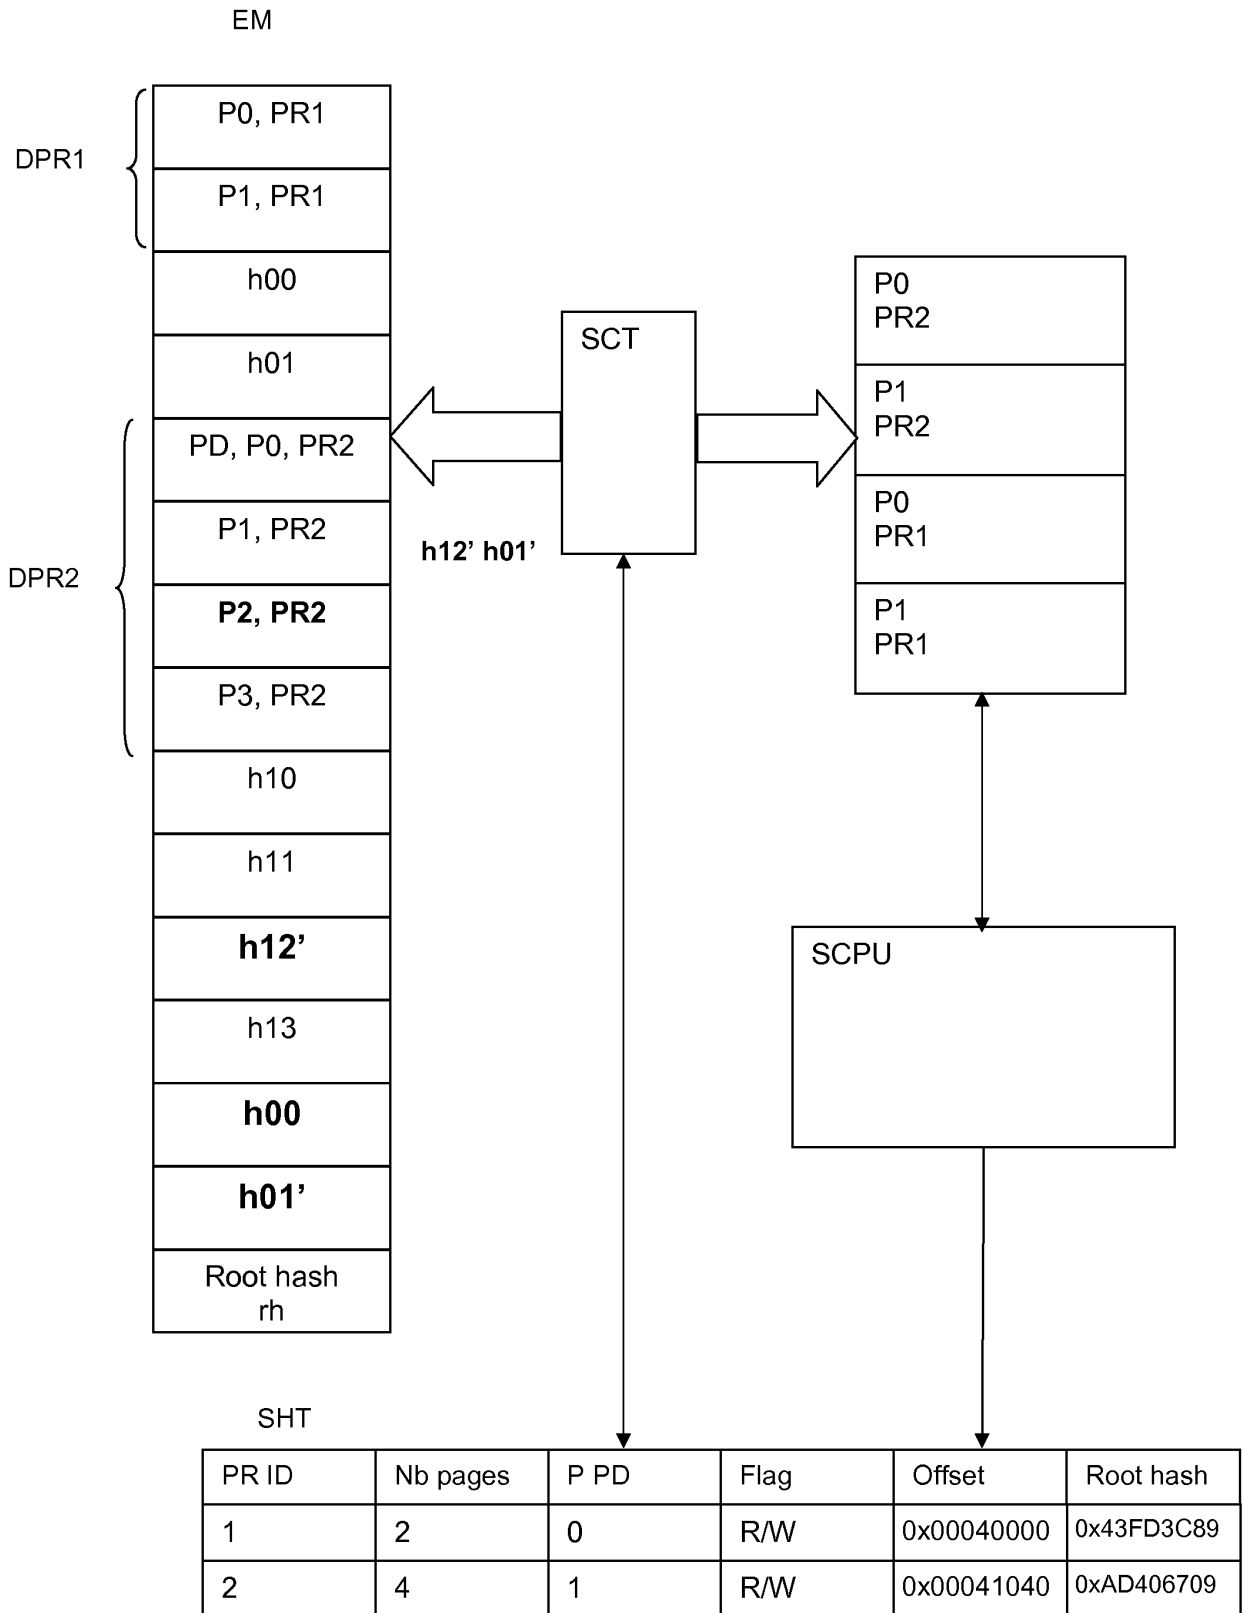 EM
DPR1
P0, PR1
P1, PR1
h00
h01
DPR2
PD, P0, PR2
P1, PR2
P2, PR2
P3, PR2
h10
h11
h12’
h13
h00
h01’
Root hash
rh
SCT
h12’ h01’
P0
PR2
P1
PR2
P0
PR1
P1
PR1
SCPU
SHT
PR ID Nb pages P PD Flag Offset Root hash
1 2 0 R/W 0x00040000 0x43FD3C89
2 4 1 R/W 0x00041040 0xAD406709